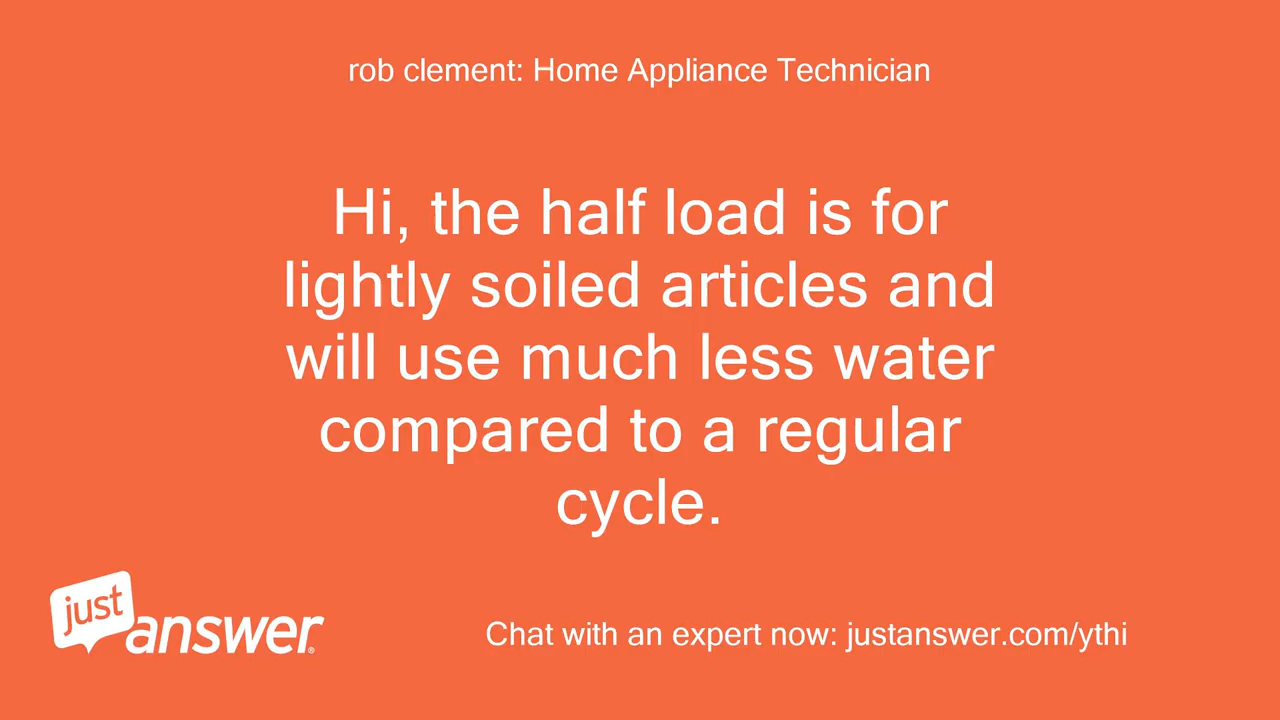 rob clement: Home Appliance Technician
Hi, the half load is for
lightly soiled articles and
will use much less water
compared to a regular
cycle.
just
answer®
Chat with an expert now: justanswer.com/ythi